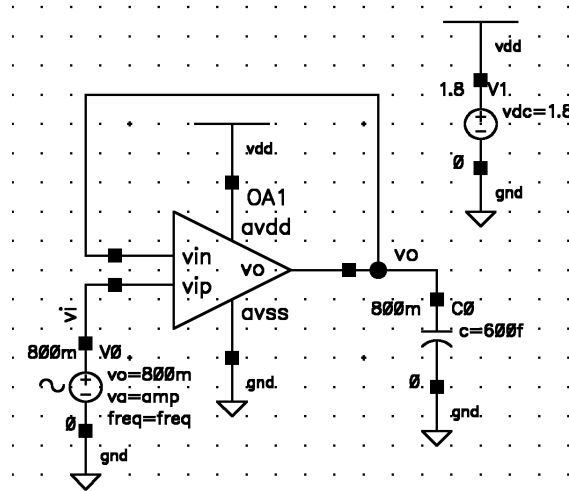 vdd
1.8 V1
vdc=1.8
0
gnd
vdd
OA1
avdd
vin
vo
vip
avss
gnd
vo
800m C0
c=600f
0
gnd
vi
800m V0
vo=800m
va=amp
freq=freq
0
gnd